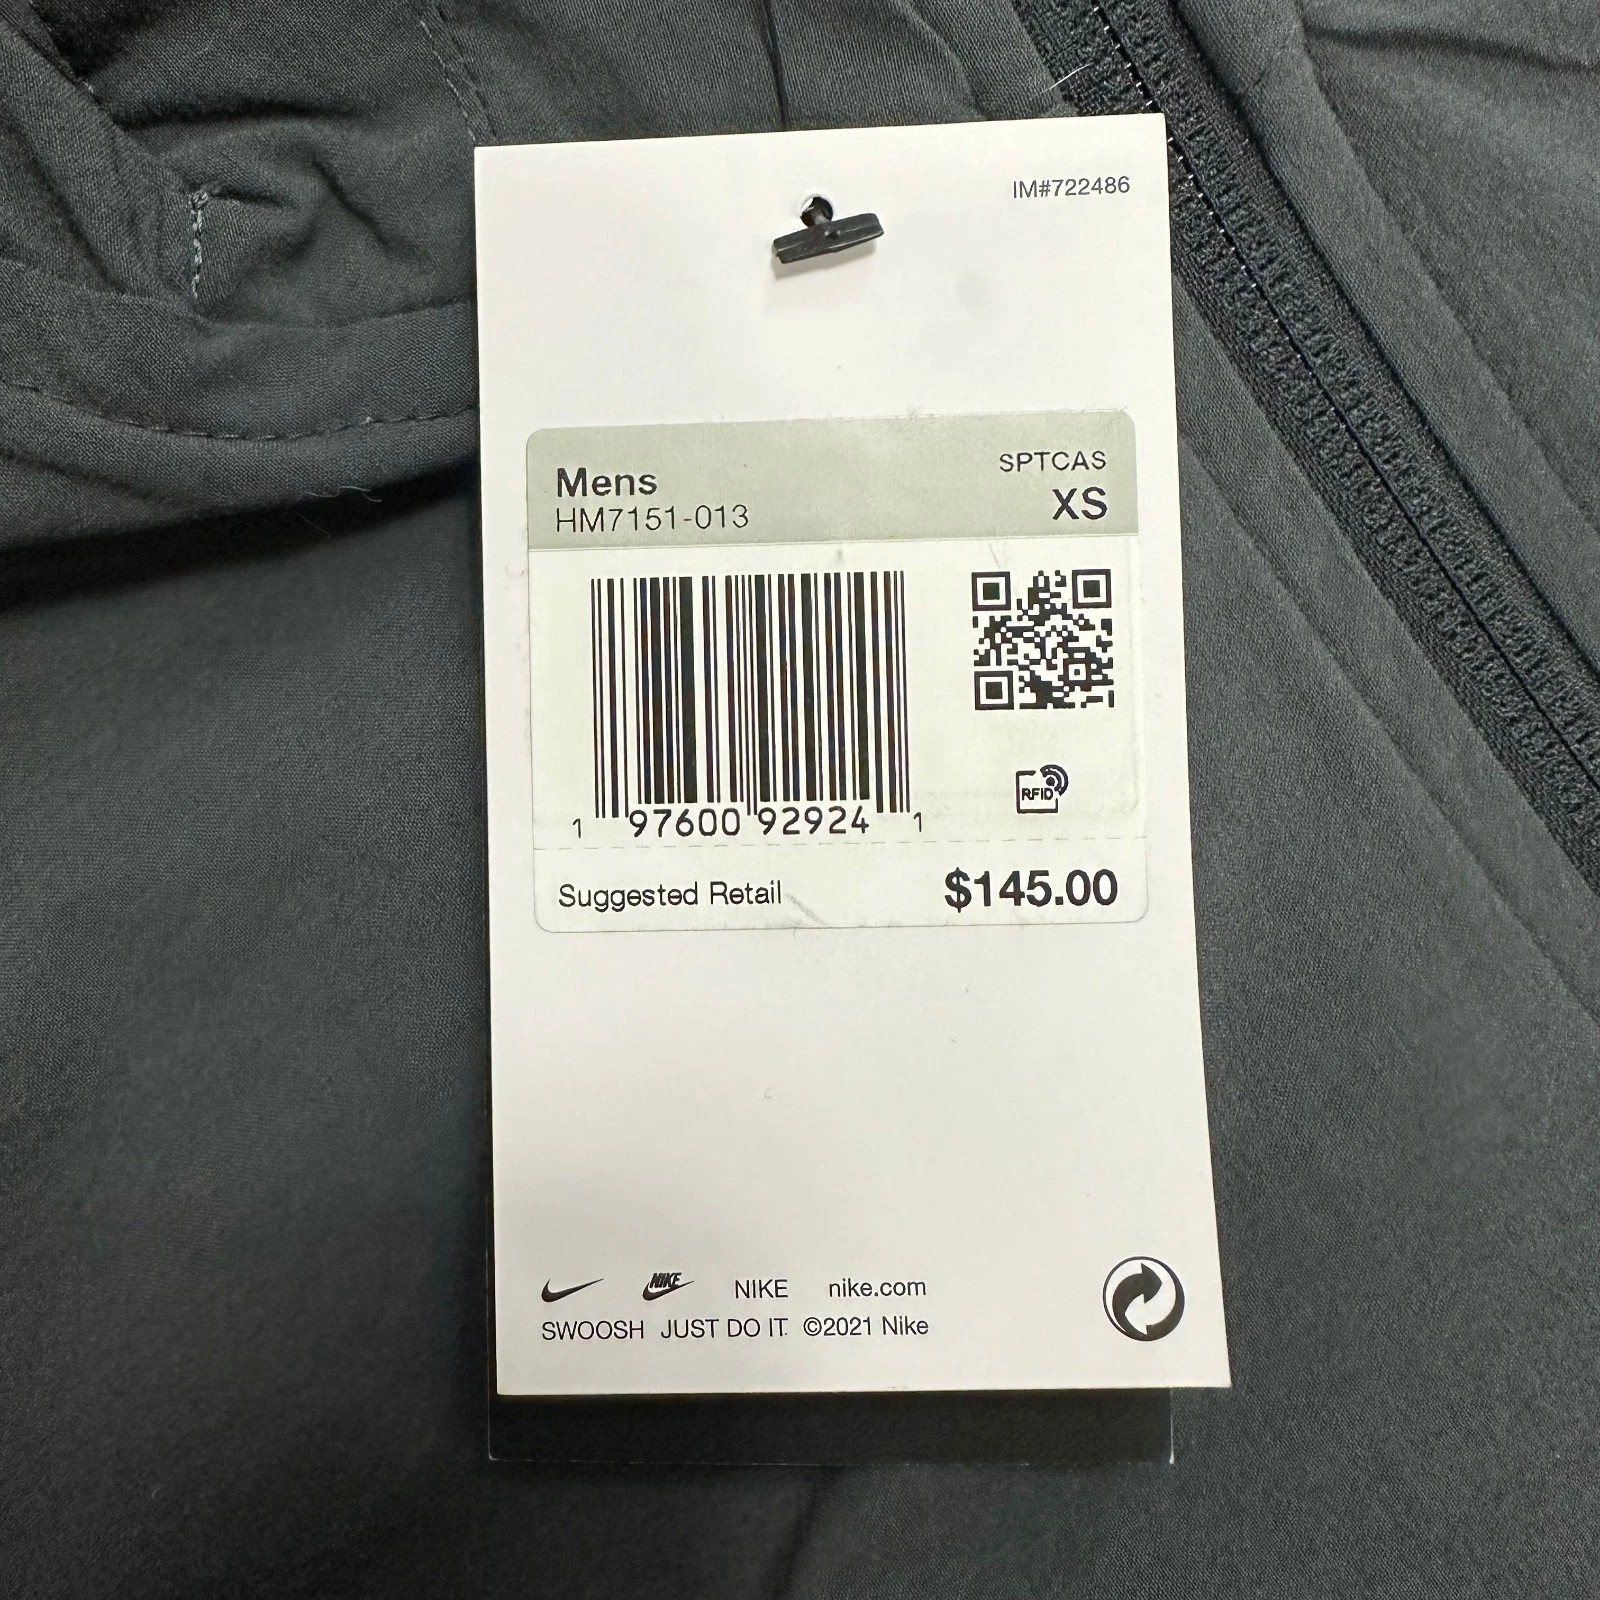 IM#722486
Mens
SPTCAS
HM7151-013
XS
1 97600 92924 1
RFID
Suggested Retail
$145.00
NIKE NIKE nike.com
SWOOSH JUST DO IT. ©2021 Nike